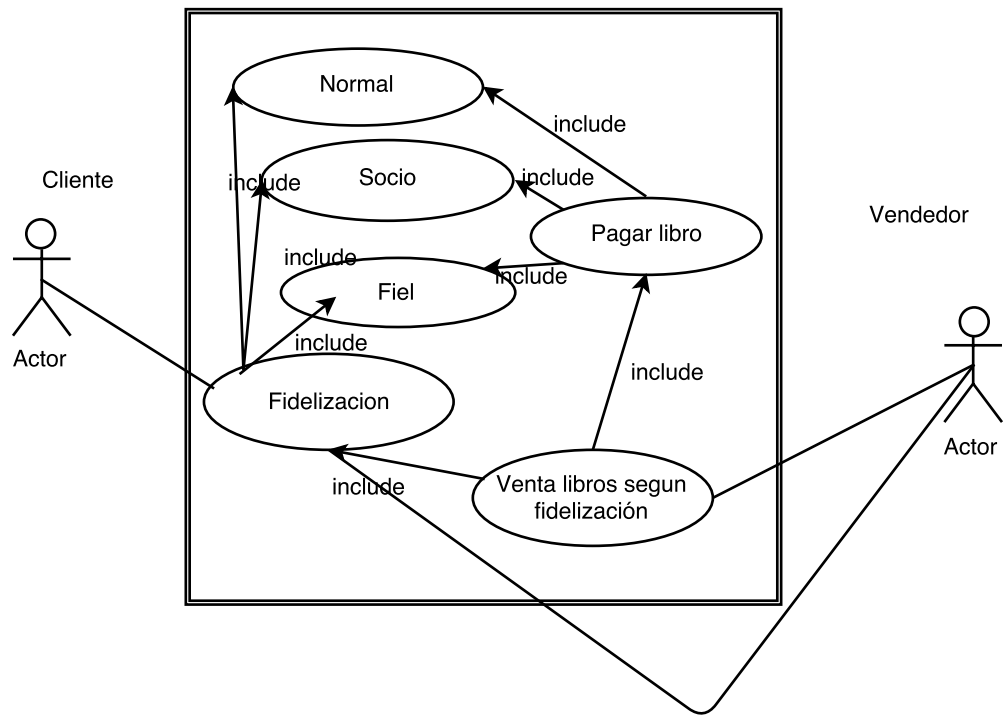 Normal
include
Cliente
include
Socio
include
Vendedor
Pagar libro
include
include
Fiel
include
Actor
include
Fidelizacion
Actor
include
Venta libros segun
fidelización